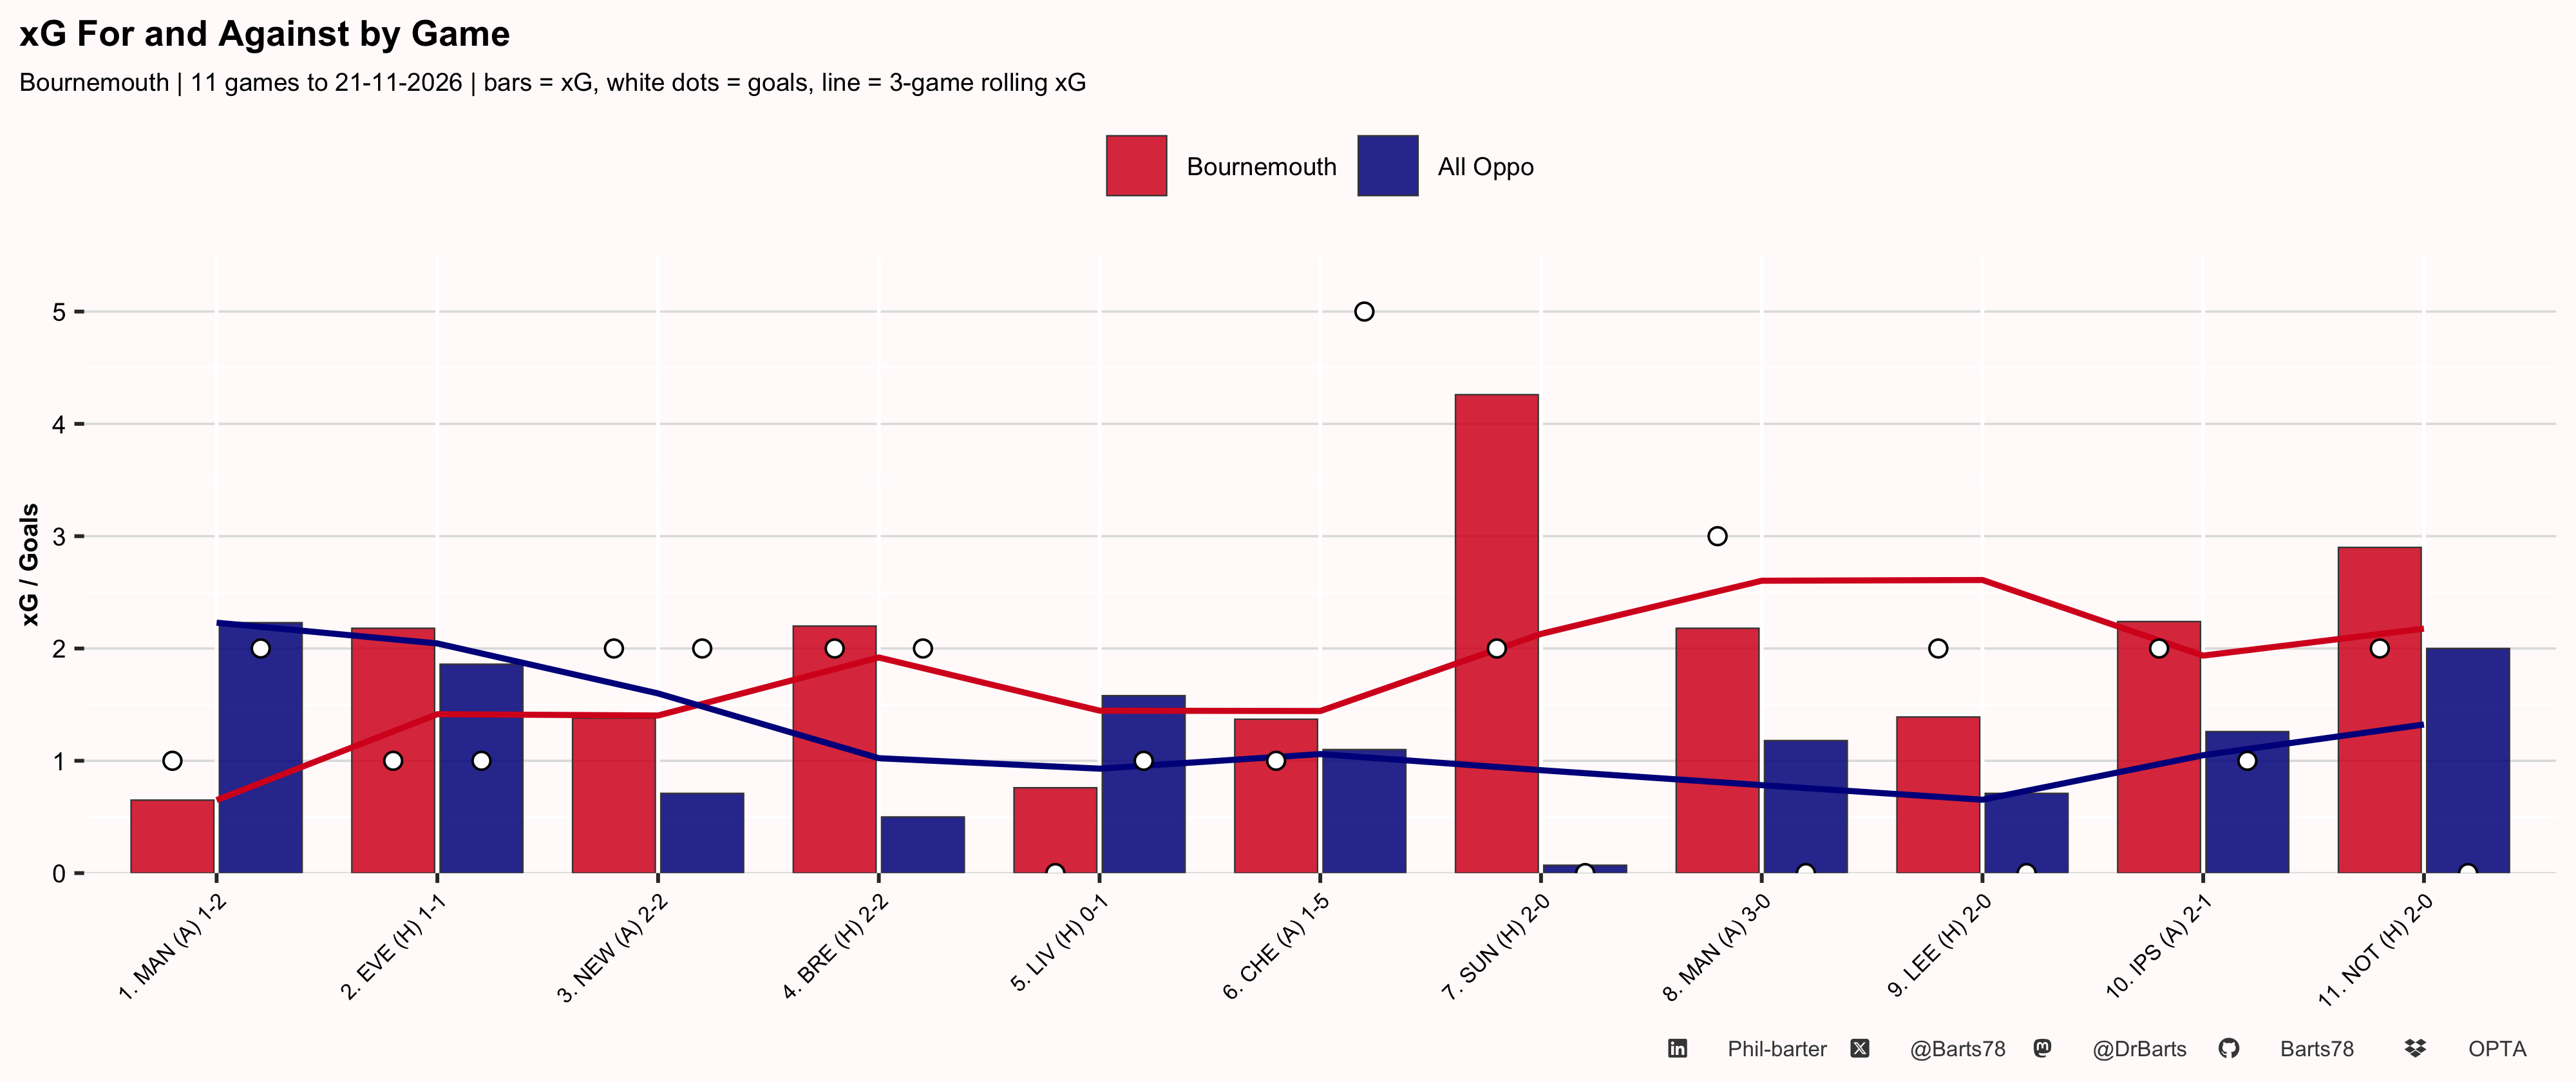 xG For and Against by Game
Bournemouth | 11 games to 21-11-2026 | bars = xG, white dots = goals, line = 3-game rolling xG
Bournemouth All Oppo
xG / Goals
5
4
3
2
1
0
1. MAN (A) 1-2
2. EVE (H) 1-1
3. NEW (A) 2-2
4. BRE (H) 2-2
5. LIV (H) 0-1
6. CHE (A) 1-5
7. SUN (H) 2-0
8. MAN (A) 3-0
9. LEE (H) 2-0
10. IPS (A) 2-1
11. NOT (H) 2-0
Phil-barter @Barts78 @DrBarts Barts78 OPTA